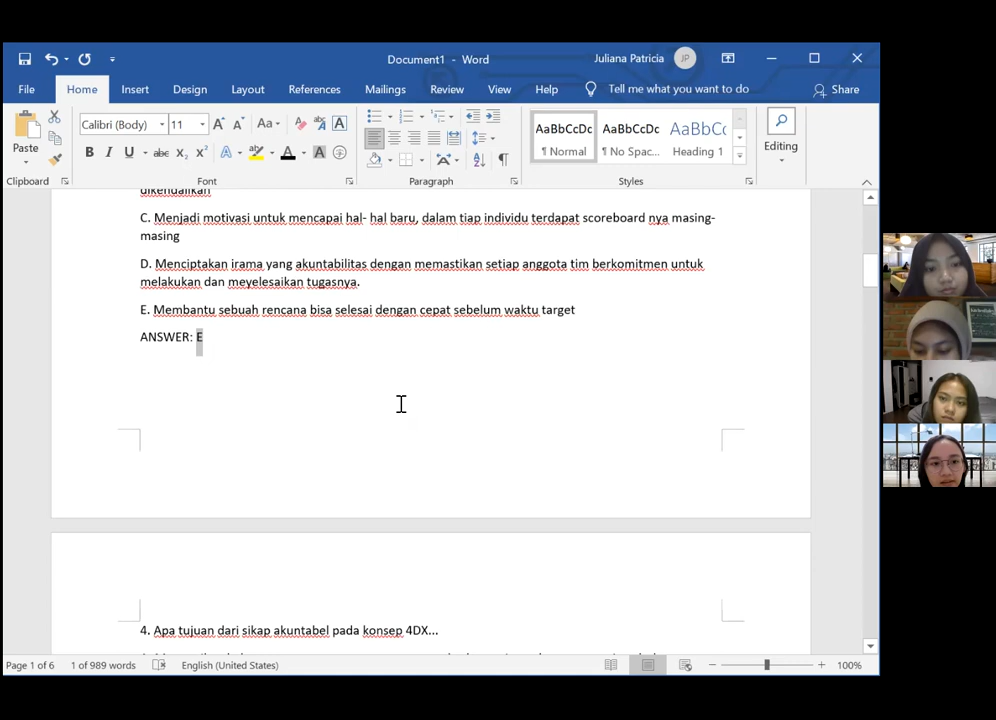 Document1 - Word
Juliana Patricia
JP
File Home Insert Design Layout References Mailings Review View Help Tell me what you want to do Share
Paste
Calibri (Body) 11
AaBbCcDc AaBbCcDc AaBbCc
¶ Normal ¶ No Spac... Heading 1
Editing
Clipboard Font Paragraph Styles
dikendalikan
C. Menjadi motivasi untuk mencapai hal- hal baru, dalam tiap individu terdapat scoreboard nya masing-
masing
D. Menciptakan irama yang akuntabilitas dengan memastikan setiap anggota tim berkomitmen untuk
melakukan dan meyelesaikan tugasnya.
E. Membantu sebuah rencana bisa selesai dengan cepat sebelum waktu target
ANSWER: E
4. Apa tujuan dari sikap akuntabel pada konsep 4DX...
Page 1 of 6 1 of 989 words English (United States) 100%